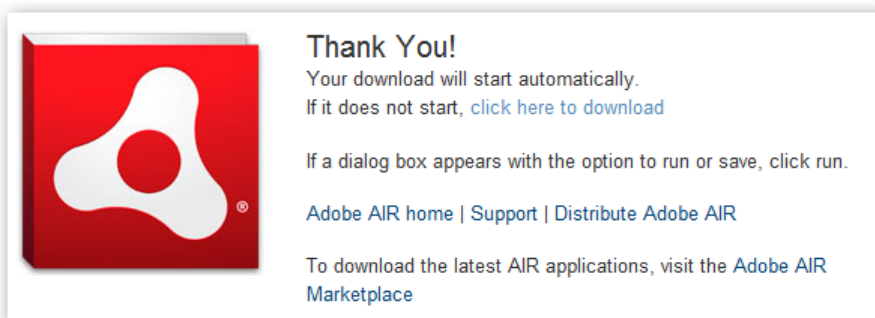 Thank You!
Your download will start automatically.
If it does not start, click here to download
If a dialog box appears with the option to run or save, click run.
Adobe AIR home | Support | Distribute Adobe AIR
To download the latest AIR applications, visit the Adobe AIR
Marketplace
®